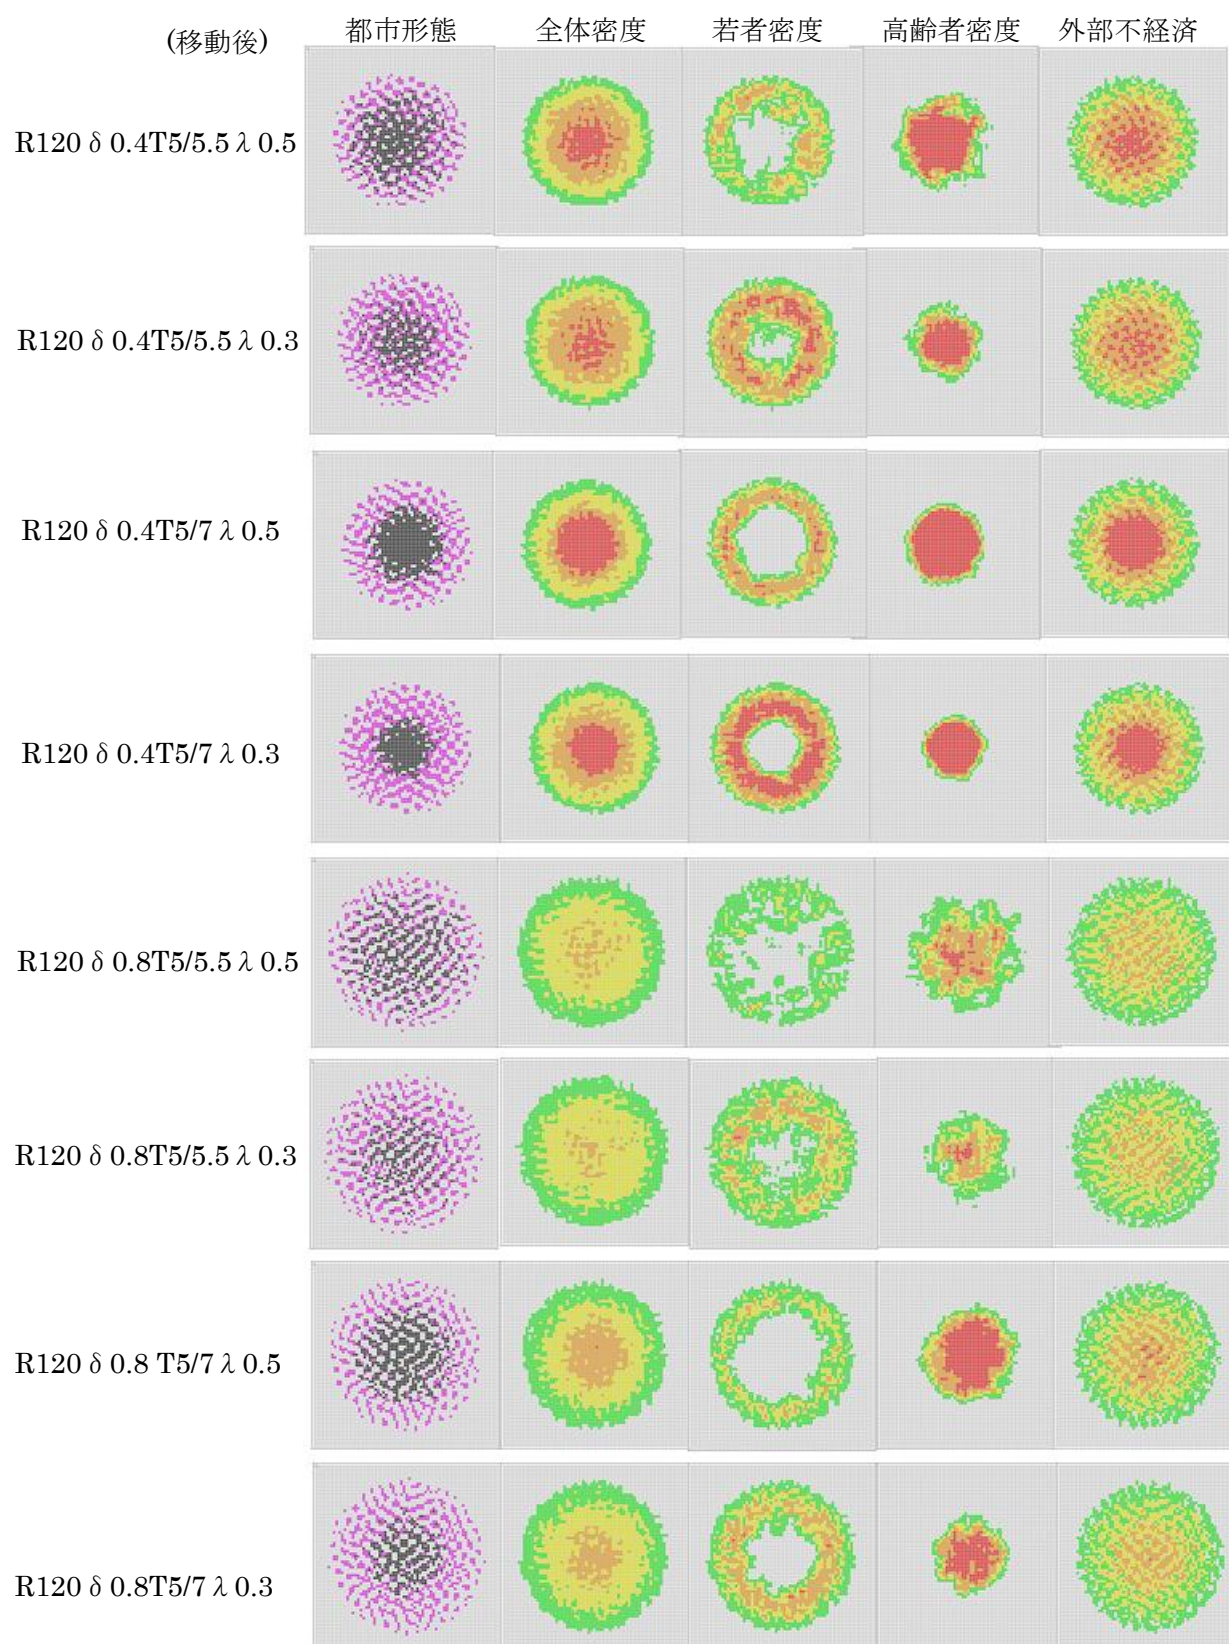 (移動後) 都市形態 全体密度 若者密度 高齢者密度 外部不経済
R120 δ 0.4T5/5.5 λ 0.5
R120 δ 0.4T5/5.5 λ 0.3
R120 δ 0.4T5/7 λ 0.5
R120 δ 0.4T5/7 λ 0.3
R120 δ 0.8T5/5.5 λ 0.5
R120 δ 0.8T5/5.5 λ 0.3
R120 δ 0.8 T5/7 λ 0.5
R120 δ 0.8T5/7 λ 0.3